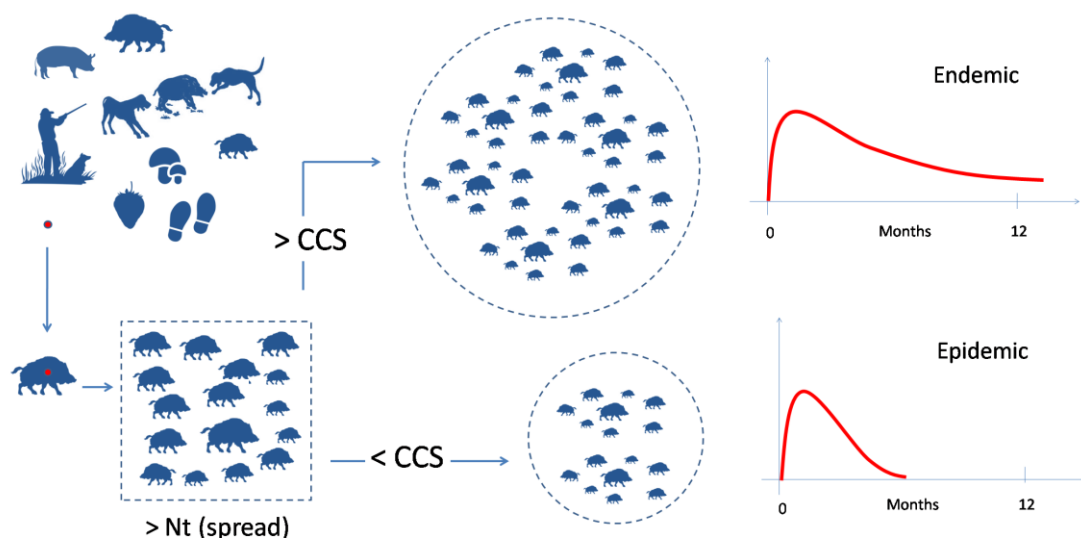 > CCS
> Nt (spread)
< CCS
Endemic
0
Months
12
Epidemic
0
Months
12